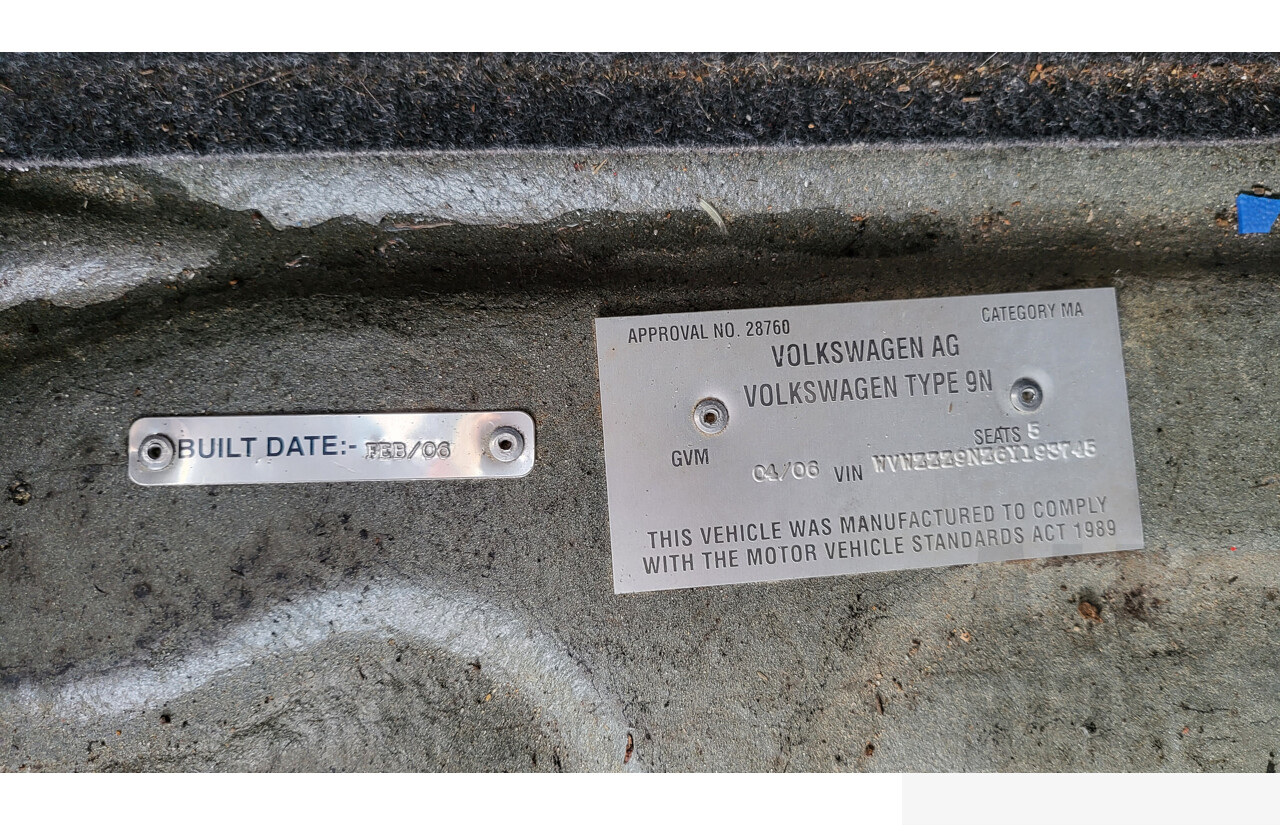 BUILT DATE:- FEB/06
APPROVAL NO. 28760 CATEGORY MA
VOLKSWAGEN AG
VOLKSWAGEN TYPE 9N
SEATS 5
GVM 04/06 VIN WVWZZZ9NZ6Y193745
THIS VEHICLE WAS MANUFACTURED TO COMPLY
WITH THE MOTOR VEHICLE STANDARDS ACT 1989